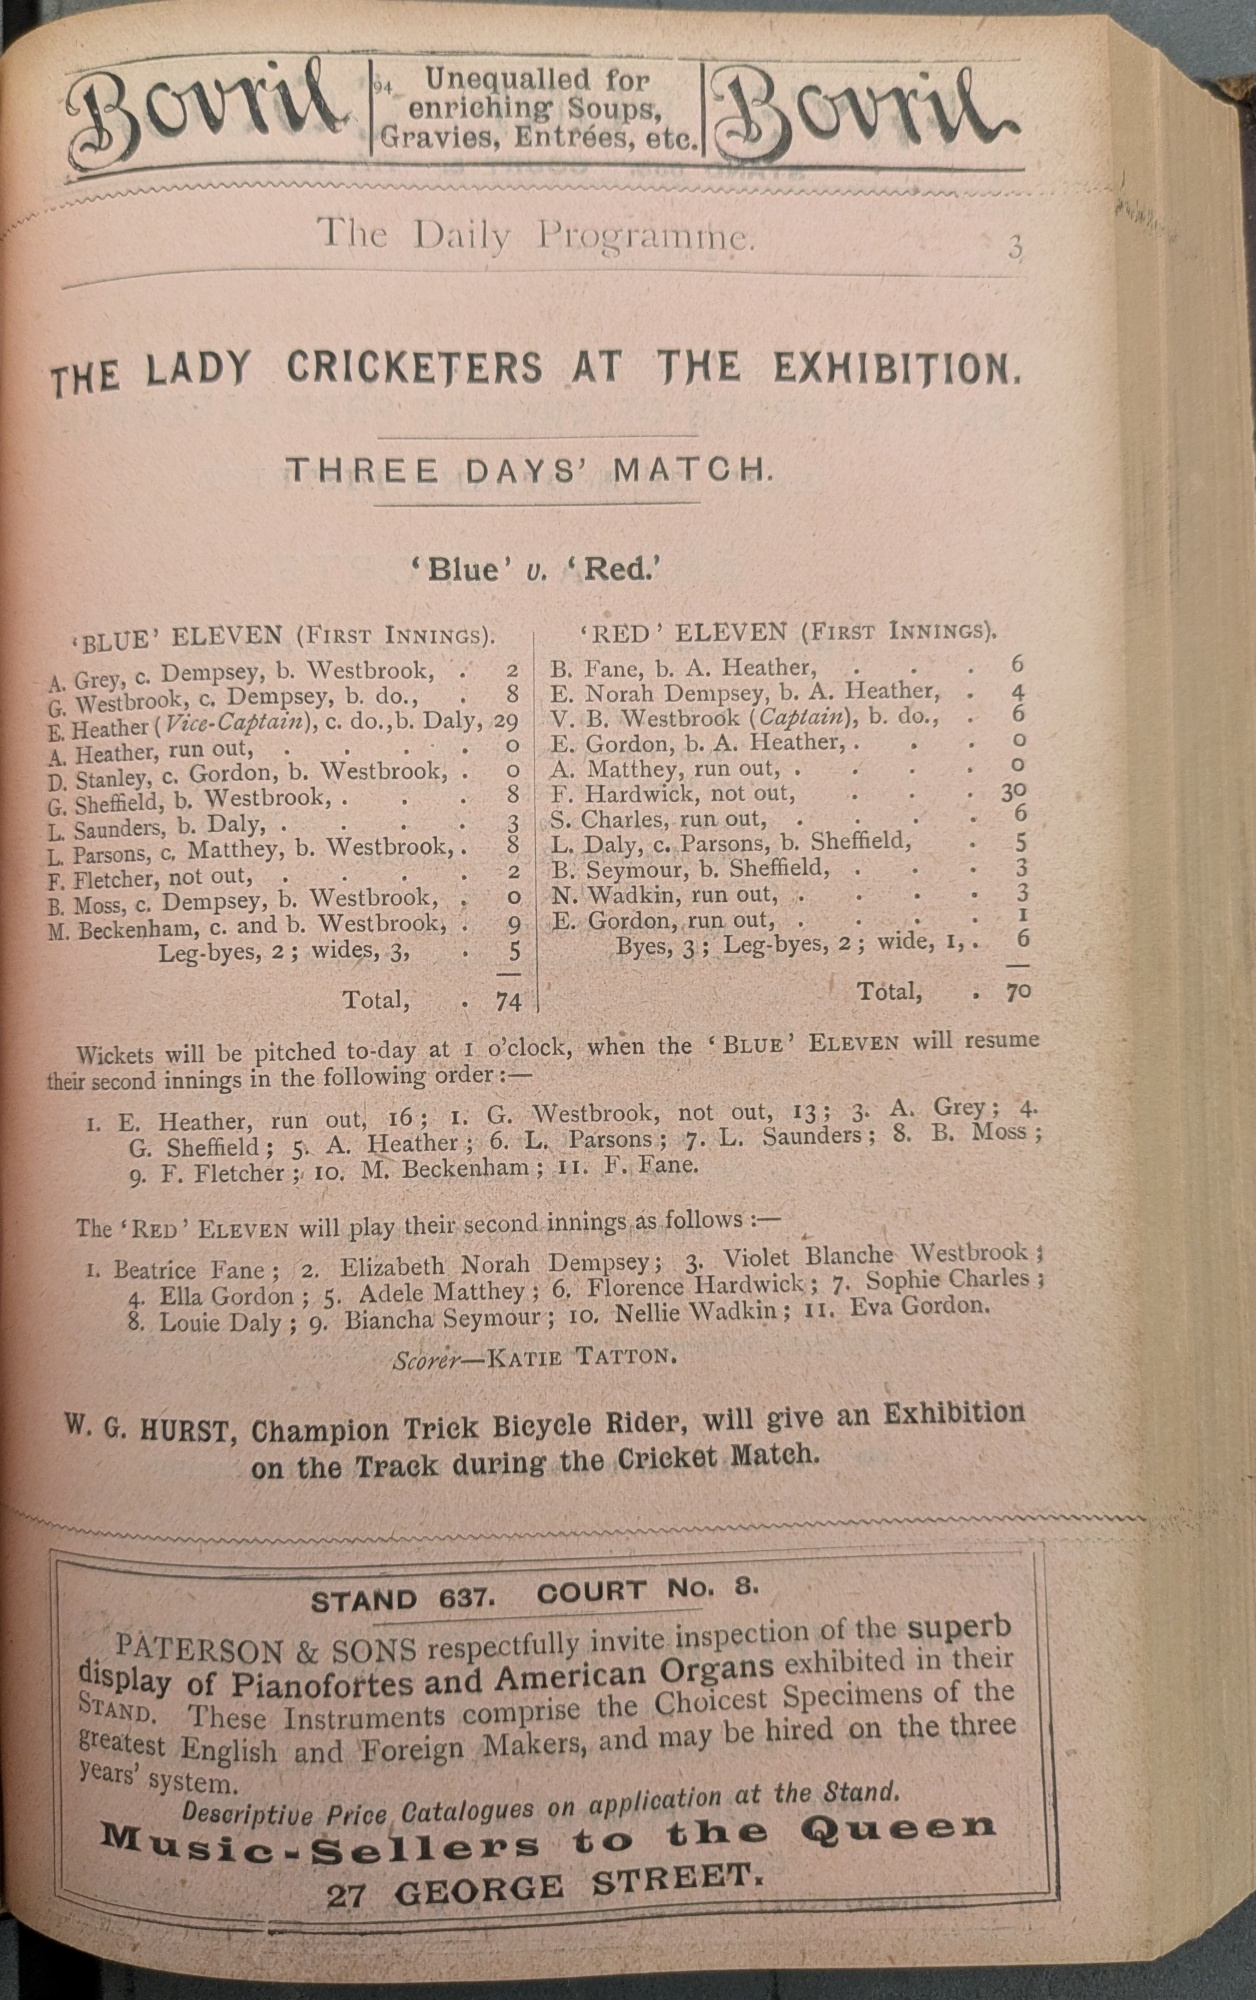 Bovril
94
Unequalled for
enriching Soups,
Gravies, Entrées, etc.
Bovril
The Daily Programme. 3
THE LADY CRICKETERS AT THE EXHIBITION.
THREE DAYS' MATCH.
'Blue' v. 'Red.'
'BLUE' ELEVEN (FIRST INNINGS).
A. Grey, c. Dempsey, b. Westbrook, . 2
G. Westbrook, c. Dempsey, b. do., . 8
E. Heather (Vice-Captain), c. do., b. Daly, 29
A. Heather, run out, . . . . 0
D. Stanley, c. Gordon, b. Westbrook, . 0
G. Sheffield, b. Westbrook, . . . 8
L. Saunders, b. Daly, . . . . 3
L. Parsons, c. Matthey, b. Westbrook, . 8
F. Fletcher, not out, . . . . 2
B. Moss, c. Dempsey, b. Westbrook, . 0
M. Beckenham, c. and b. Westbrook, . 9
Leg-byes, 2; wides, 3, . 5
Total, . 74
'RED' ELEVEN (FIRST INNINGS).
B. Fane, b. A. Heather, . . . 6
E. Norah Dempsey, b. A. Heather, . 4
V. B. Westbrook (Captain), b. do., . 6
E. Gordon, b. A. Heather, . . . 0
A. Matthey, run out, . . . . 0
F. Hardwick, not out, . . . 30
S. Charles, run out, . . . . 6
L. Daly, c. Parsons, b. Sheffield, . 5
B. Seymour, b. Sheffield, . . . 3
N. Wadkin, run out, . . . . 3
E. Gordon, run out, . . . . 1
Byes, 3; Leg-byes, 2; wide, 1, . 6
Total, . 70
Wickets will be pitched to-day at 1 o'clock, when the 'BLUE' ELEVEN will resume
their second innings in the following order:—
1. E. Heather, run out, 16; 1. G. Westbrook, not out, 13; 3. A. Grey; 4.
G. Sheffield; 5. A. Heather; 6. L. Parsons; 7. L. Saunders; 8. B. Moss;
9. F. Fletcher; 10. M. Beckenham; 11. F. Fane.
The 'RED' ELEVEN will play their second innings as follows:—
1. Beatrice Fane; 2. Elizabeth Norah Dempsey; 3. Violet Blanche Westbrook;
4. Ella Gordon; 5. Adele Matthey; 6. Florence Hardwick; 7. Sophie Charles;
8. Louie Daly; 9. Biancha Seymour; 10. Nellie Wadkin; 11. Eva Gordon.
Scorer—KATIE TATTON.
W. G. HURST, Champion Trick Bicycle Rider, will give an Exhibition
on the Track during the Cricket Match.
STAND 637. COURT No. 8.
PATERSON & SONS respectfully invite inspection of the superb
display of Pianofortes and American Organs exhibited in their
STAND. These Instruments comprise the Choicest Specimens of the
greatest English and Foreign Makers, and may be hired on the three
years' system.
Descriptive Price Catalogues on application at the Stand.
Music-Sellers to the Queen
27 GEORGE STREET.